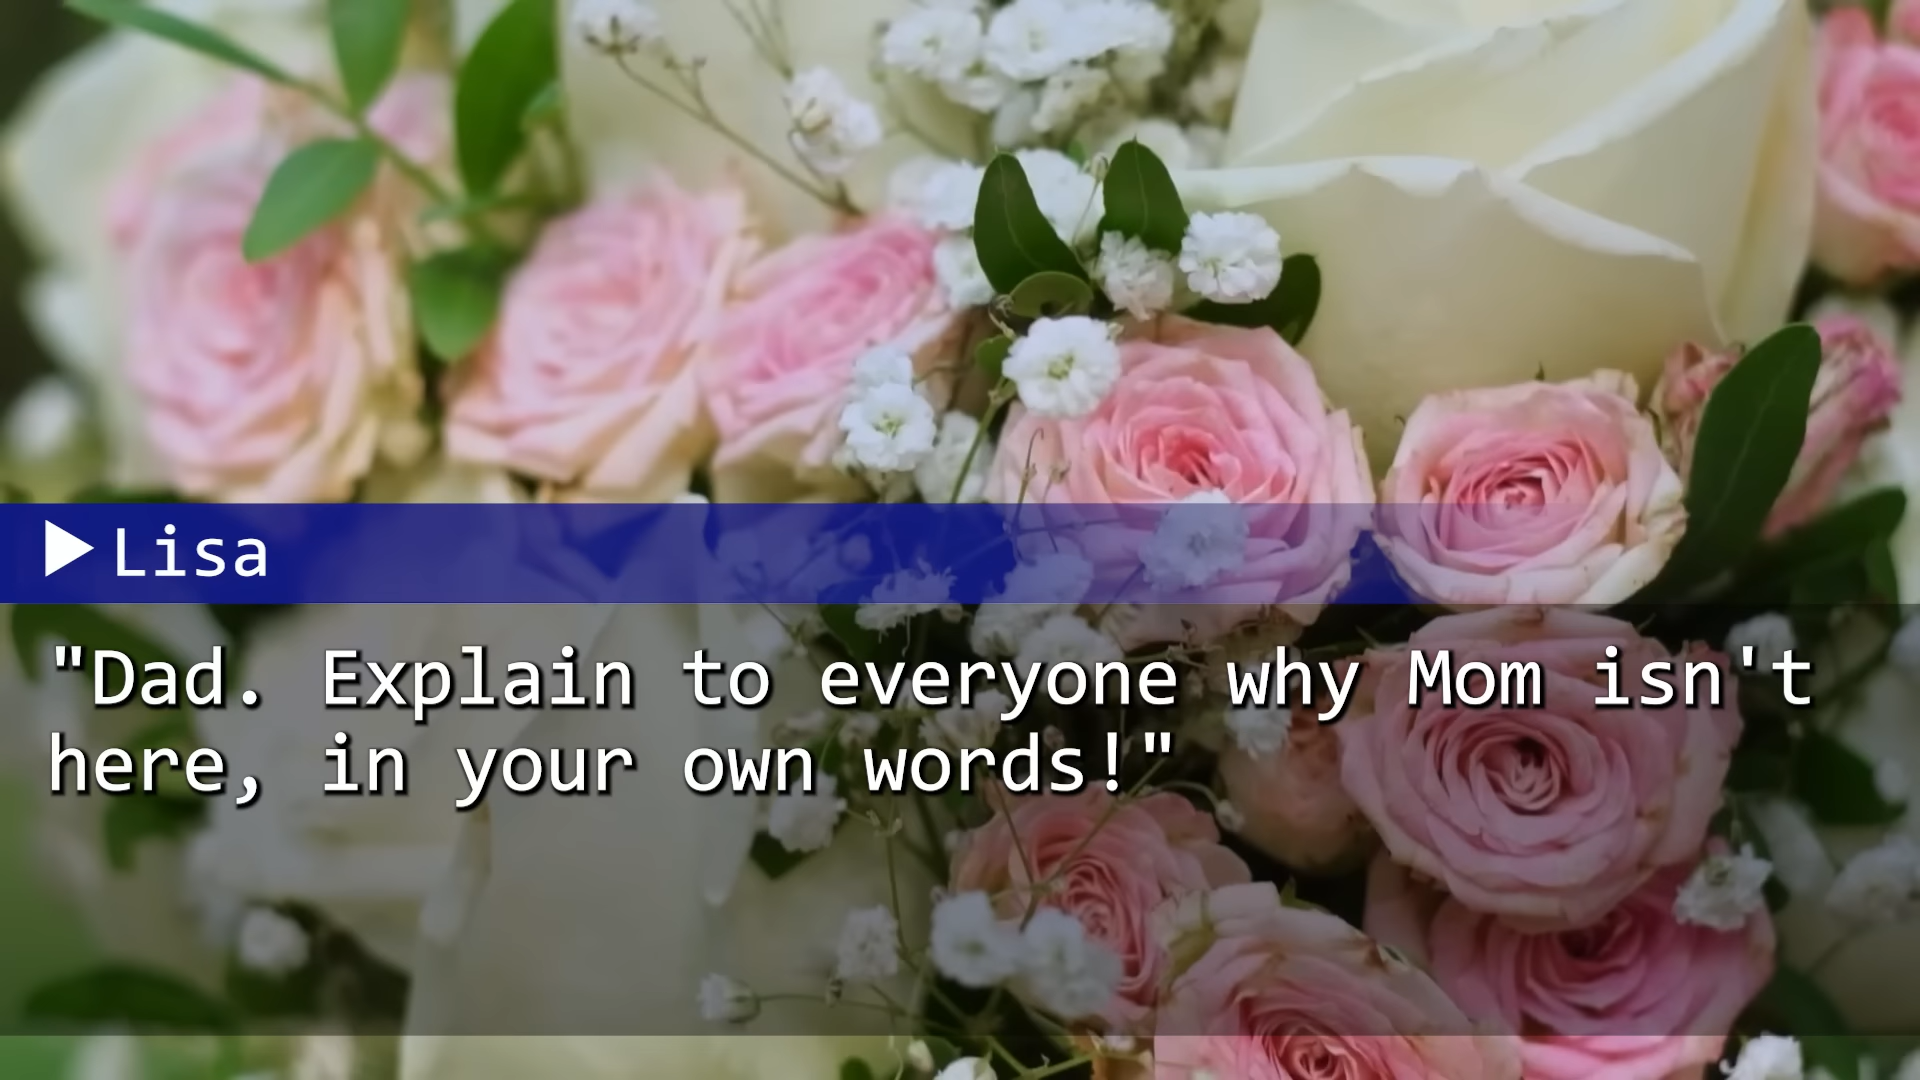 ▶Lisa
"Dad. Explain to everyone why Mom isn't
here, in your own words!"